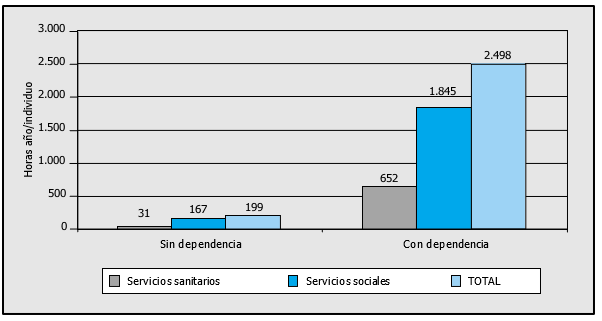 Horas año/individuo
3.000
2.500
2.000
1.500
1.000
500
0
31
167
199
652
1.845
2.498
Sin dependencia
Con dependencia
Servicios sanitarios
Servicios sociales
TOTAL